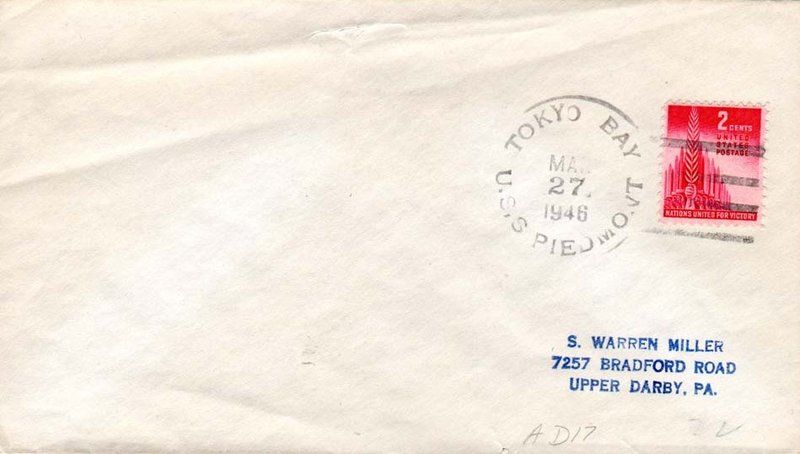 TOKYO BAY
MA
27
1946
U.S.S PIEDMONT
2 CENTS
UNITED
STATES
POSTAGE
NATIONS UNITED FOR VICTORY
S. WARREN MILLER
7257 BRADFORD ROAD
UPPER DARBY, PA.
AD17